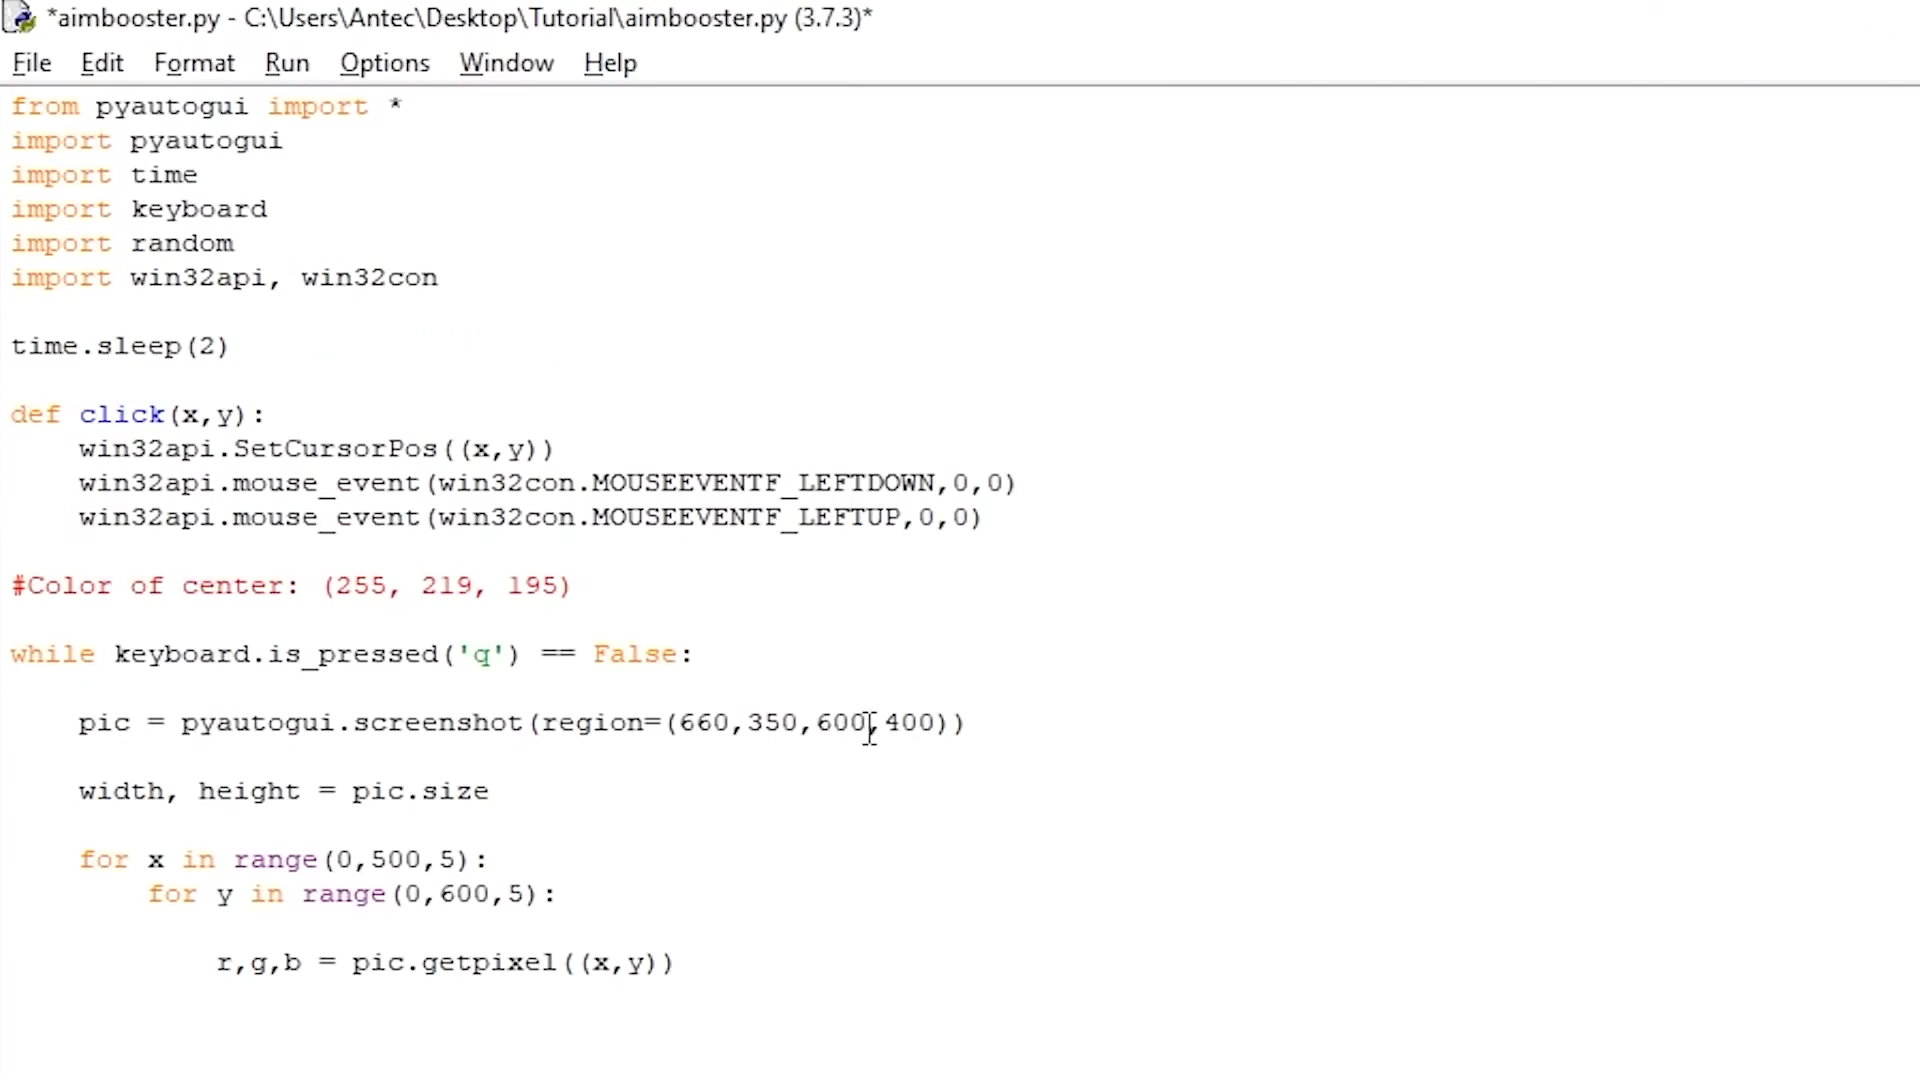 *aimbooster.py - C:\Users\Antec\Desktop\Tutorial\aimbooster.py (3.7.3)*
File Edit Format Run Options Window Help
from pyautogui import *
import pyautogui
import time
import keyboard
import random
import win32api, win32con
time.sleep(2)
def click(x,y):
    win32api.SetCursorPos((x,y))
    win32api.mouse_event(win32con.MOUSEEVENTF_LEFTDOWN,0,0)
    win32api.mouse_event(win32con.MOUSEEVENTF_LEFTUP,0,0)
#Color of center: (255, 219, 195)
while keyboard.is_pressed('q') == False:
    pic = pyautogui.screenshot(region=(660,350,600,400))
    width, height = pic.size
    for x in range(0,500,5):
        for y in range(0,600,5):
            r,g,b = pic.getpixel((x,y))